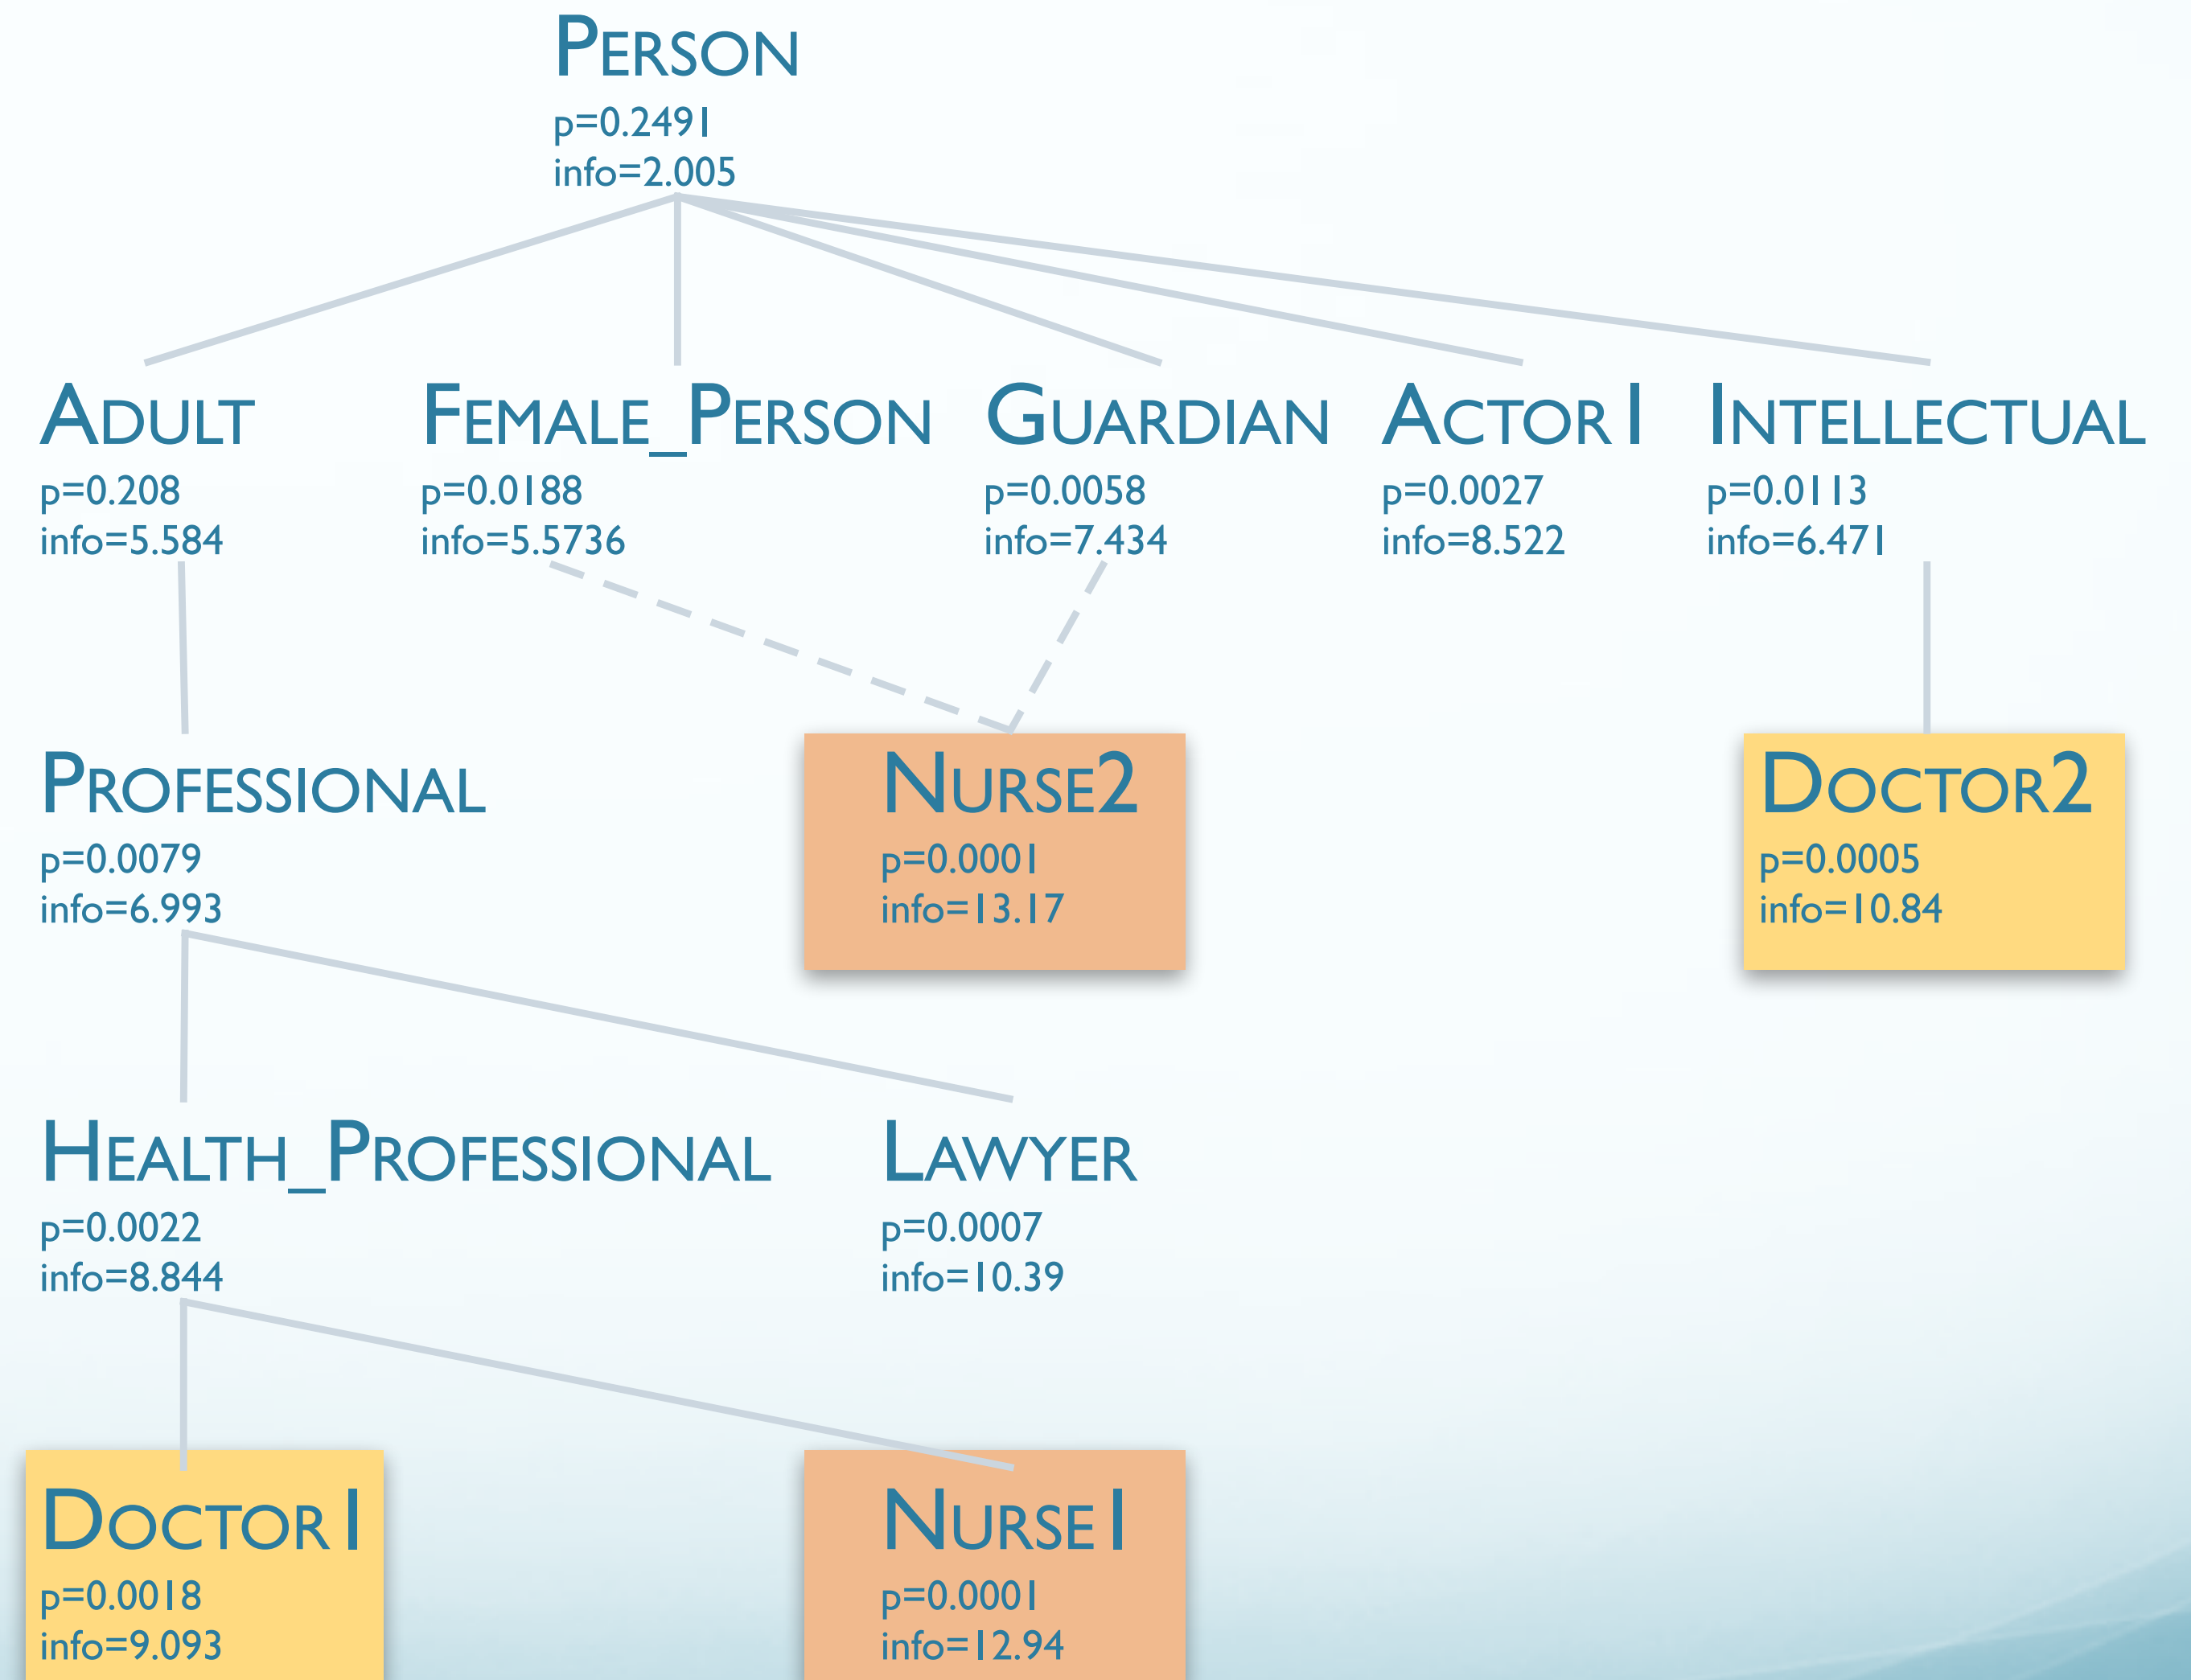 PERSON
p=0.2491
info=2.005
ADULT
p=0.208
info=5.584
FEMALE_PERSON
p=0.0188
info=5.5736
GUARDIAN
p=0.0058
info=7.434
ACTOR1
p=0.0027
info=8.522
INTELLECTUAL
p=0.0113
info=6.471
PROFESSIONAL
p=0.0079
info=6.993
NURSE2
p=0.0001
info=13.17
DOCTOR2
p=0.0005
info=10.84
HEALTH_PROFESSIONAL
p=0.0022
info=8.844
LAWYER
p=0.0007
info=10.39
DOCTOR1
p=0.0018
info=9.093
NURSE1
p=0.0001
info=12.94